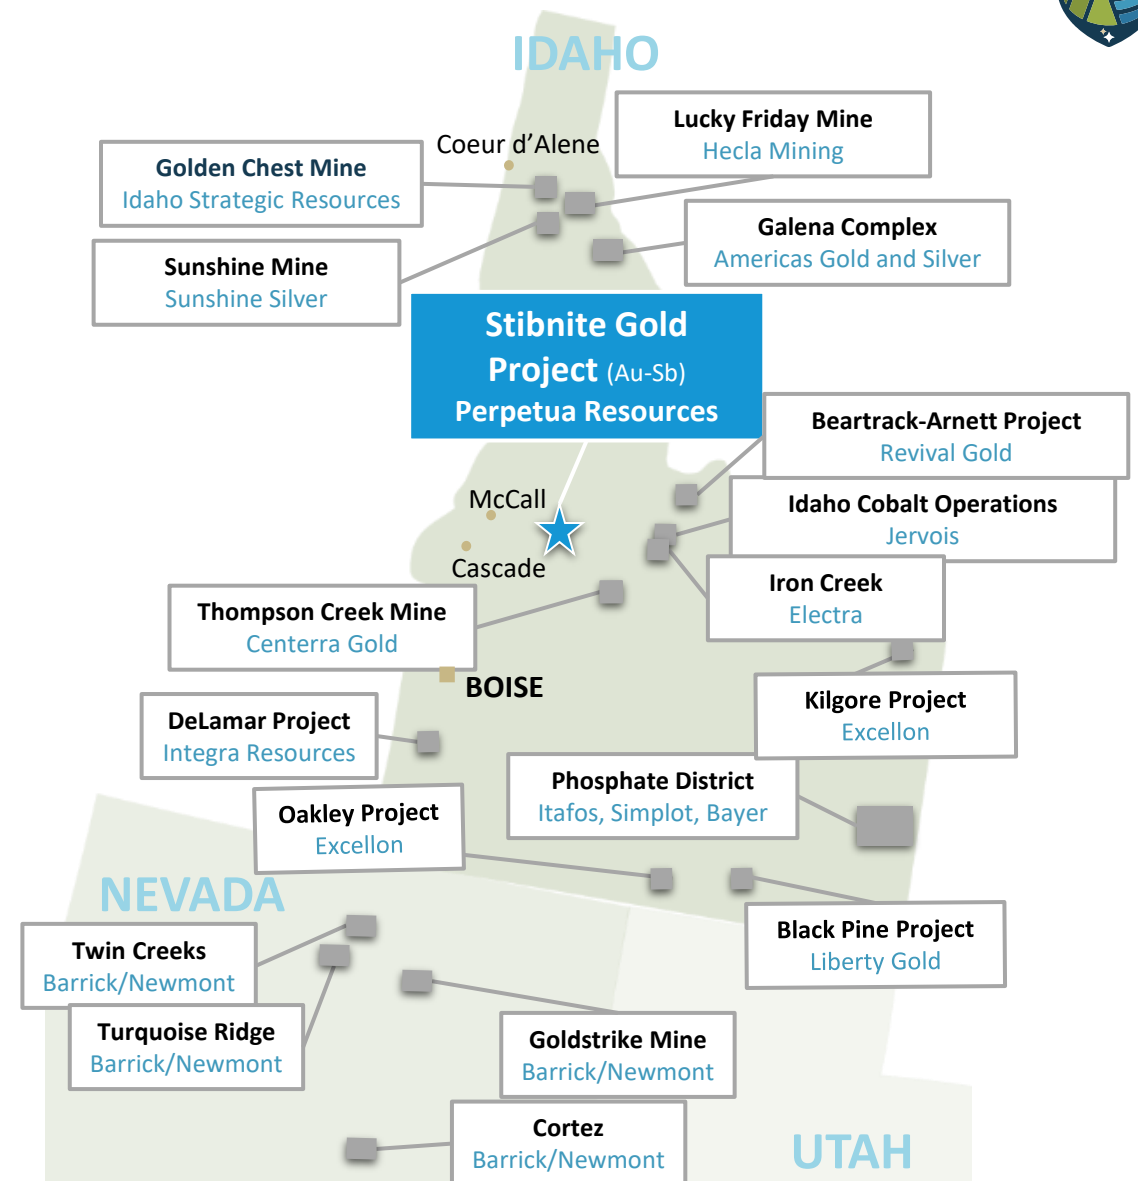 IDAHO
Coeur d’Alene
Lucky Friday Mine
Hecla Mining
Golden Chest Mine
Idaho Strategic Resources
Galena Complex
Americas Gold and Silver
Sunshine Mine
Sunshine Silver
Stibnite Gold
Project (Au-Sb)
Perpetua Resources
Beartrack-Arnett Project
Revival Gold
McCall
Idaho Cobalt Operations
Jervois
Cascade
Iron Creek
Electra
Thompson Creek Mine
Centerra Gold
BOISE
Kilgore Project
Excellon
DeLamar Project
Integra Resources
Phosphate District
Itafos, Simplot, Bayer
Oakley Project
Excellon
NEVADA
Black Pine Project
Liberty Gold
Twin Creeks
Barrick/Newmont
Turquoise Ridge
Barrick/Newmont
Goldstrike Mine
Barrick/Newmont
Cortez
Barrick/Newmont
UTAH